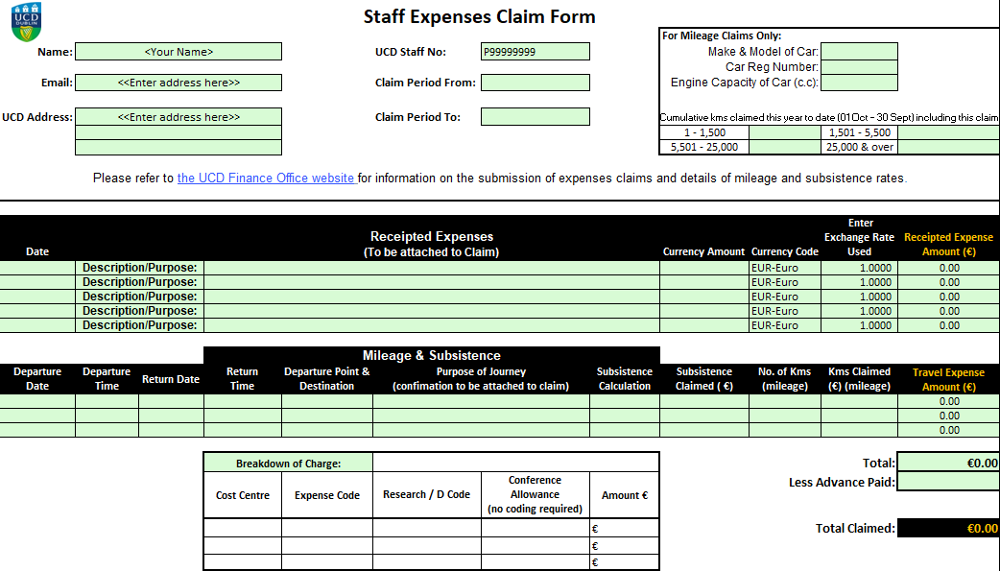 UCD
DUBLIN
Staff Expenses Claim Form
For Mileage Claims Only:
Name: <Your Name> UCD Staff No: P99999999 Make & Model of Car:
Car Reg Number:
Email: <<Enter address here>> Claim Period From: Engine Capacity of Car (c.c):
UCD Address: <<Enter address here>> Claim Period To: Cumulative kms claimed this year to date (01Oct - 30 Sept) including this claim
1 - 1,500 1,501 - 5,500
5,501 - 25,000 25,000 & over
Please refer to the UCD Finance Office website for information on the submission of expenses claims and details of mileage and subsistence rates.
Date
Receipted Expenses
(To be attached to Claim)
Currency Amount
Currency Code
Enter
Exchange Rate
Used
Receipted Expense
Amount (€)
Description/Purpose: EUR-Euro 1.0000 0.00
Description/Purpose: EUR-Euro 1.0000 0.00
Description/Purpose: EUR-Euro 1.0000 0.00
Description/Purpose: EUR-Euro 1.0000 0.00
Description/Purpose: EUR-Euro 1.0000 0.00
Mileage & Subsistence
Departure
Date
Departure
Time
Return Date
Return
Time
Departure Point &
Destination
Purpose of Journey
(confimation to be attached to claim)
Subsistence
Calculation
Subsistence
Claimed ( €)
No. of Kms
(mileage)
Kms Claimed
(€) (mileage)
Travel Expense
Amount (€)
0.00
0.00
0.00
Breakdown of Charge:
Cost Centre
Expense Code
Research / D Code
Conference
Allowance
(no coding required)
Amount €
€
€
€
Total: €0.00
Less Advance Paid:
Total Claimed: €0.00